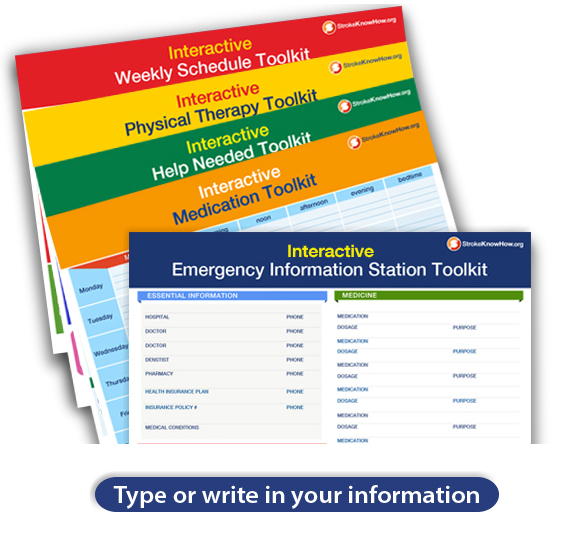 Interactive
Weekly Schedule Toolkit
StrokeKnowHow.org
Interactive
Physical Therapy Toolkit
StrokeKnowHow.org
Interactive
Help Needed Toolkit
StrokeKnowHow.org
Interactive
Medication Toolkit
StrokeKnowHow.org
noon
afternoon
evening
bedtime
Monday
Tuesday
Wednesday
Thursday
Interactive
Emergency Information Station Toolkit
StrokeKnowHow.org
ESSENTIAL INFORMATION
HOSPITAL PHONE
DOCTOR PHONE
DOCTOR PHONE
DENSTIST PHONE
PHARMACY PHONE
HEALTH INSURANCE PLAN PHONE
INSURANCE POLICY # PHONE
MEDICAL CONDITIONS
MEDICINE
MEDICATION
DOSAGE PURPOSE
MEDICATION
DOSAGE PURPOSE
MEDICATION
DOSAGE PURPOSE
MEDICATION
DOSAGE PURPOSE
MEDICATION
DOSAGE PURPOSE
MEDICATION
Type or write in your information